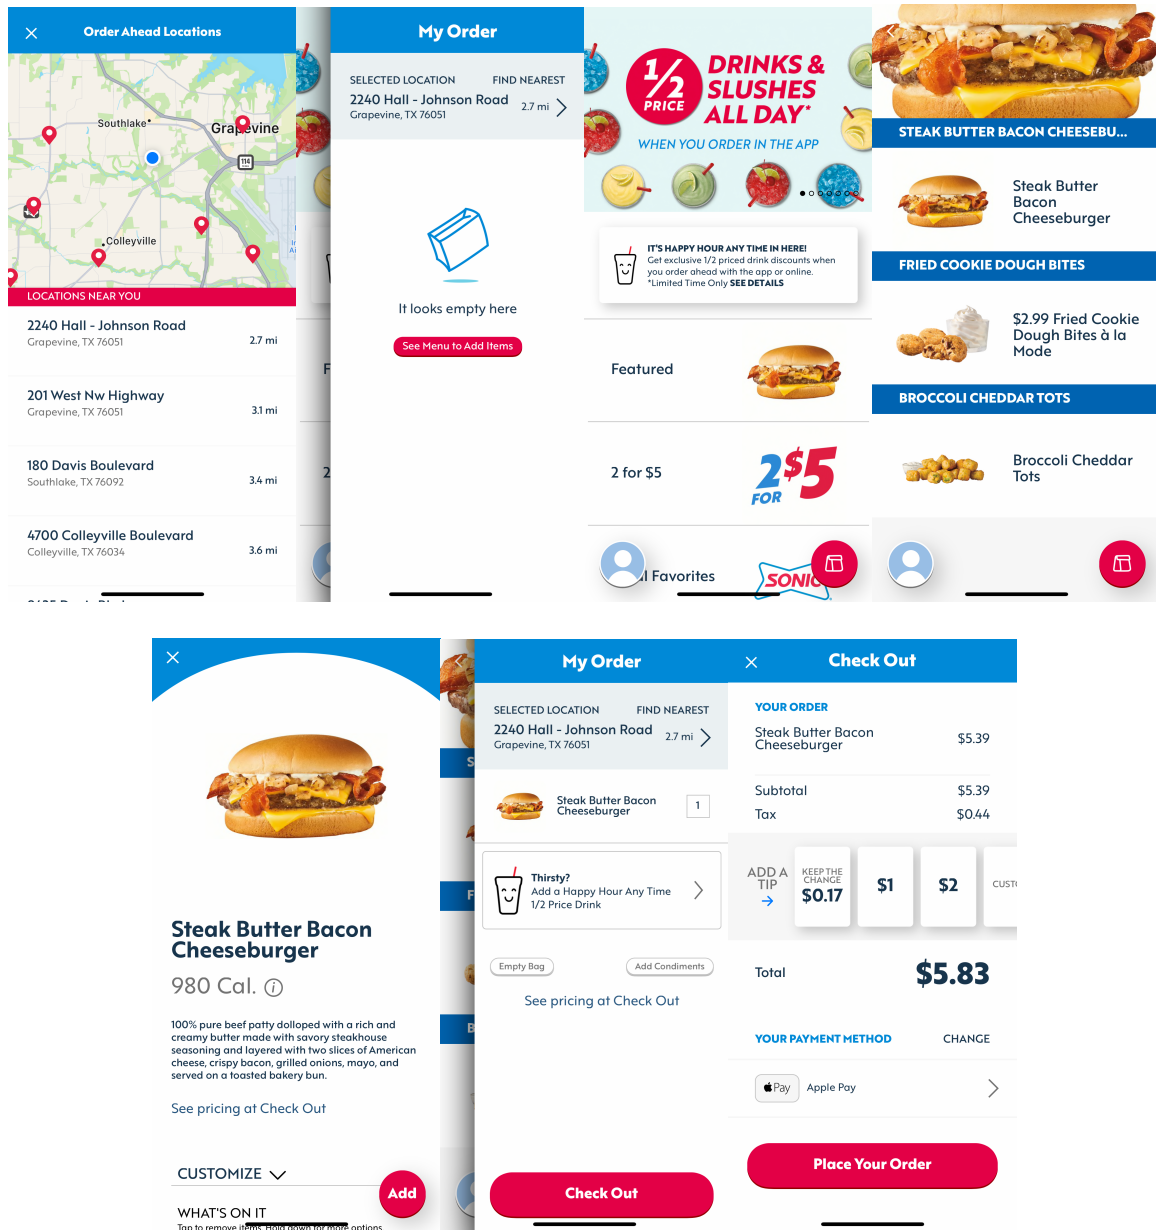 Order Ahead Locations
Southlake
Grapevine
114
Colleyville
LOCATIONS NEAR YOU
2240 Hall - Johnson Road
Grapevine, TX 76051
2.7 mi
201 West Nw Highway
Grapevine, TX 76051
3.1 mi
180 Davis Boulevard
Southlake, TX 76092
3.4 mi
4700 Colleyville Boulevard
Colleyville, TX 76034
3.6 mi
My Order
SELECTED LOCATION
FIND NEAREST
2240 Hall - Johnson Road
2.7 mi
Grapevine, TX 76051
It looks empty here
See Menu to Add Items
F
2
1/2
PRICE
DRINKS &
SLUSHES
ALL DAY*
WHEN YOU ORDER IN THE APP
IT'S HAPPY HOUR ANY TIME IN HERE!
Get exclusive 1/2 priced drink discounts when
you order ahead with the app or online.
*Limited Time Only SEE DETAILS
Featured
2 for $5
2 FOR $5
l Favorites
SONIC
STEAK BUTTER BACON CHEESEBU...
Steak Butter
Bacon
Cheeseburger
FRIED COOKIE DOUGH BITES
$2.99 Fried Cookie
Dough Bites à la
Mode
BROCCOLI CHEDDAR TOTS
Broccoli Cheddar
Tots
Steak Butter Bacon
Cheeseburger
980 Cal.
100% pure beef patty dolloped with a rich and
creamy butter made with savory steakhouse
seasoning and layered with two slices of American
cheese, crispy bacon, grilled onions, mayo, and
served on a toasted bakery bun.
See pricing at Check Out
CUSTOMIZE
Add
WHAT'S ON IT
Tap to remove items. Hold down for more options.
My Order
SELECTED LOCATION
FIND NEAREST
2240 Hall - Johnson Road
2.7 mi
Grapevine, TX 76051
S
Steak Butter Bacon
Cheeseburger
1
Thirsty?
Add a Happy Hour Any Time
1/2 Price Drink
F
Empty Bag
Add Condiments
See pricing at Check Out
B
Check Out
Check Out
YOUR ORDER
Steak Butter Bacon
Cheeseburger
$5.39
Subtotal
$5.39
Tax
$0.44
ADD A
TIP
KEEP THE
CHANGE
$0.17
$1
$2
CUSTO
Total
$5.83
YOUR PAYMENT METHOD
CHANGE
Pay
Apple Pay
Place Your Order